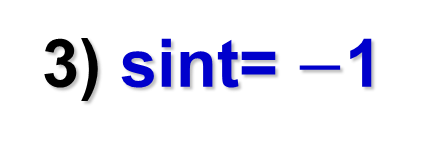 3) sint= −1